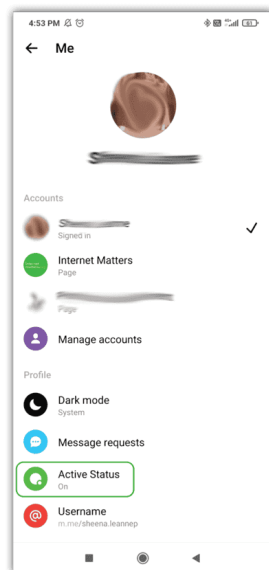 4:53 PM
61
Me
Accounts
Signed in
Internet Matters
Page
Page
Manage accounts
Profile
Dark mode
System
Message requests
Active Status
On
Username
m.me/sheena.leannep